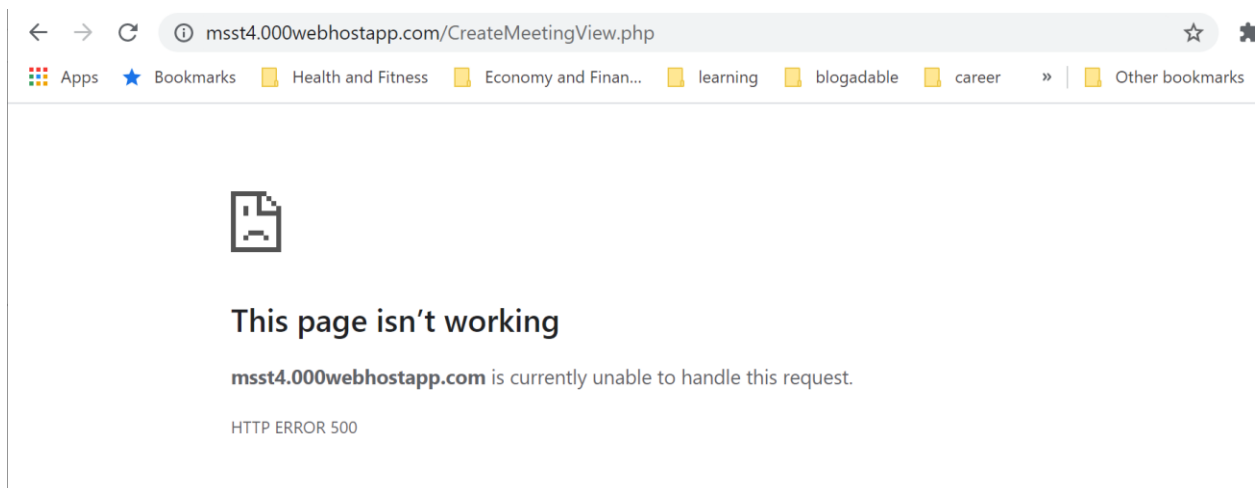 msst4.000webhostapp.com/CreateMeetingView.php
Apps Bookmarks Health and Fitness Economy and Finan... learning blogadable career » Other bookmarks
This page isn’t working
msst4.000webhostapp.com is currently unable to handle this request.
HTTP ERROR 500